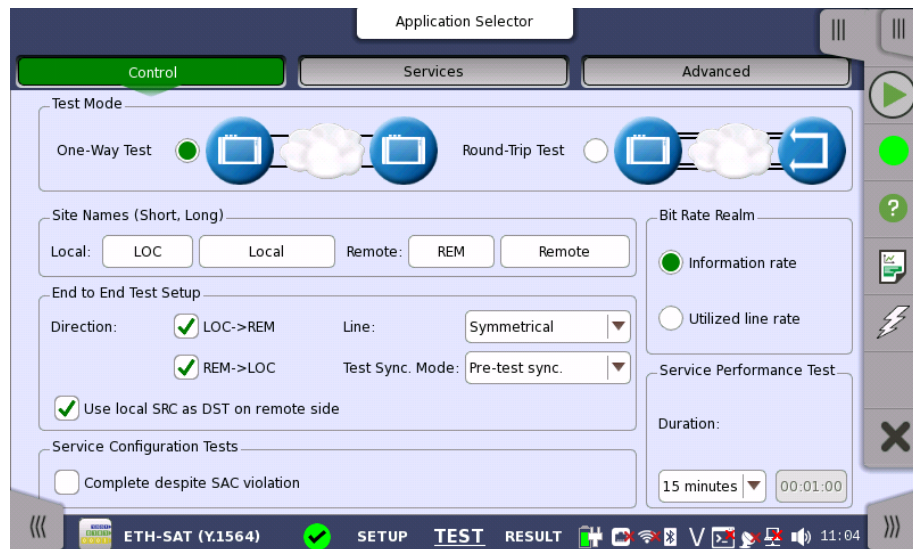 Application Selector
Control
Services
Advanced
Test Mode
One-Way Test
Round-Trip Test
Site Names (Short, Long)
Local: LOC Local Remote: REM Remote
Bit Rate Realm
Information rate
Utilized line rate
End to End Test Setup
Direction: LOC->REM Line: Symmetrical
REM->LOC Test Sync. Mode: Pre-test sync.
Use local SRC as DST on remote side
Service Performance Test
Duration:
15 minutes 00:01:00
Service Configuration Tests
Complete despite SAC violation
ETH-SAT (Y.1564) SETUP TEST RESULT V 11:04